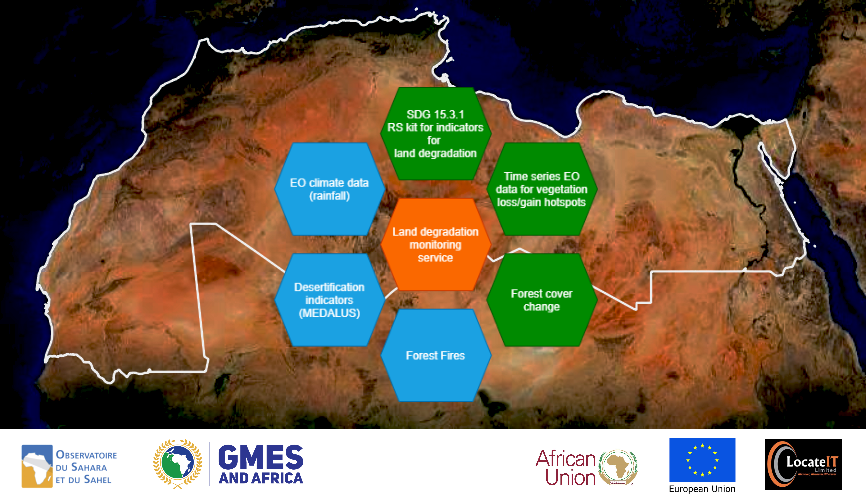 SDG 15.3.1
RS kit for indicators
for
land degradation
EO climate data
(rainfall)
Time series EO
data for vegetation
loss/gain hotspots
Land degradation
monitoring
service
Desertification
indicators
(MEDALUS)
Forest cover
change
Forest Fires
OBSERVATOIRE
DU SAHARA
ET DU SAHEL
GMES
AND AFRICA
African
Union
European Union
LocateIT
Limited